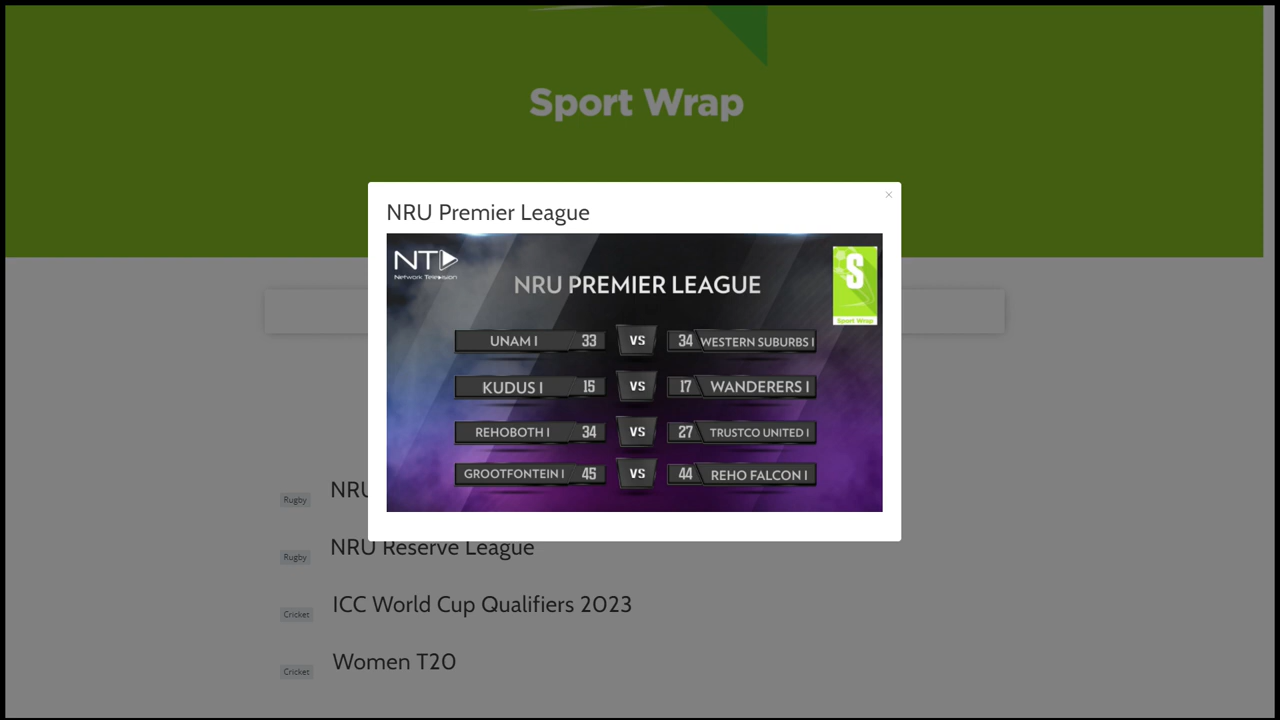 Sport Wrap
×
NRU Premier League
NT
Network Television
NRU PREMIER LEAGUE
Sport Wrap
UNAM I 33 VS 34 WESTERN SUBURBS I
KUDUS I 15 VS 17 WANDERERS I
REHOBOTH I 34 VS 27 TRUSTCO UNITED I
GROOTFONTEIN I 45 VS 44 REHO FALCON I
Rugby NRU
Rugby NRU Reserve League
Cricket ICC World Cup Qualifiers 2023
Cricket Women T20